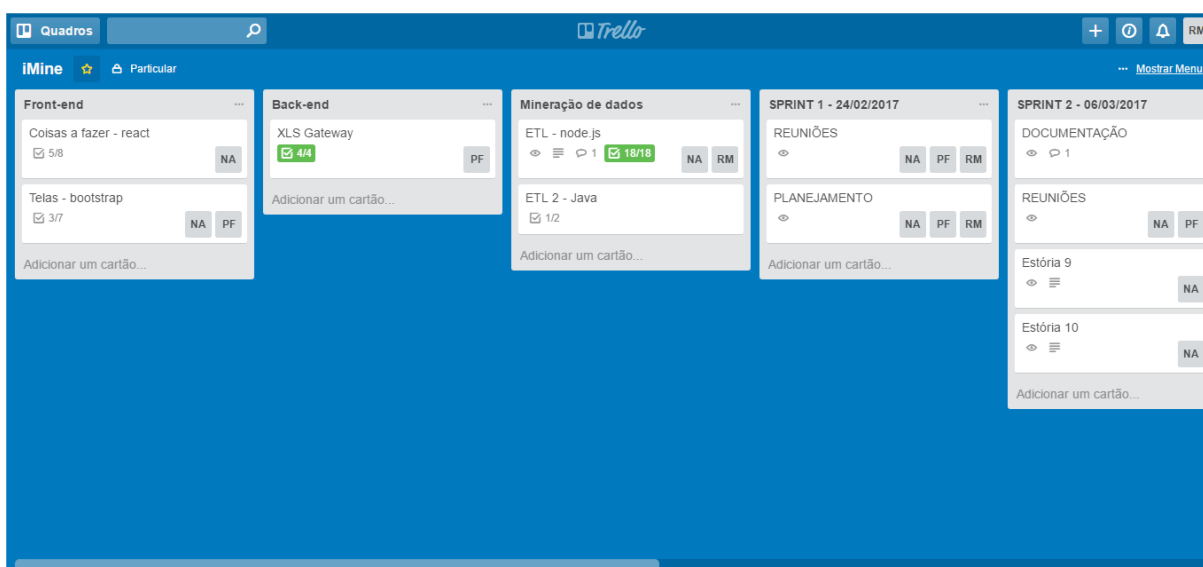 Quadros
Trello
RM
iMine
Particular
... Mostrar Menu
Front-end ...
Coisas a fazer - react
5/8
NA
Telas - bootstrap
3/7
NA PF
Adicionar um cartão...
Back-end ...
XLS Gateway
4/4
PF
Adicionar um cartão...
Mineração de dados ...
ETL - node.js
1 18/18
NA RM
ETL 2 - Java
1/2
Adicionar um cartão...
SPRINT 1 - 24/02/2017 ...
REUNIÕES
NA PF RM
PLANEJAMENTO
NA PF RM
Adicionar um cartão...
SPRINT 2 - 06/03/2017
DOCUMENTAÇÃO
1
REUNIÕES
NA PF
Estória 9
NA
Estória 10
NA
Adicionar um cartão...